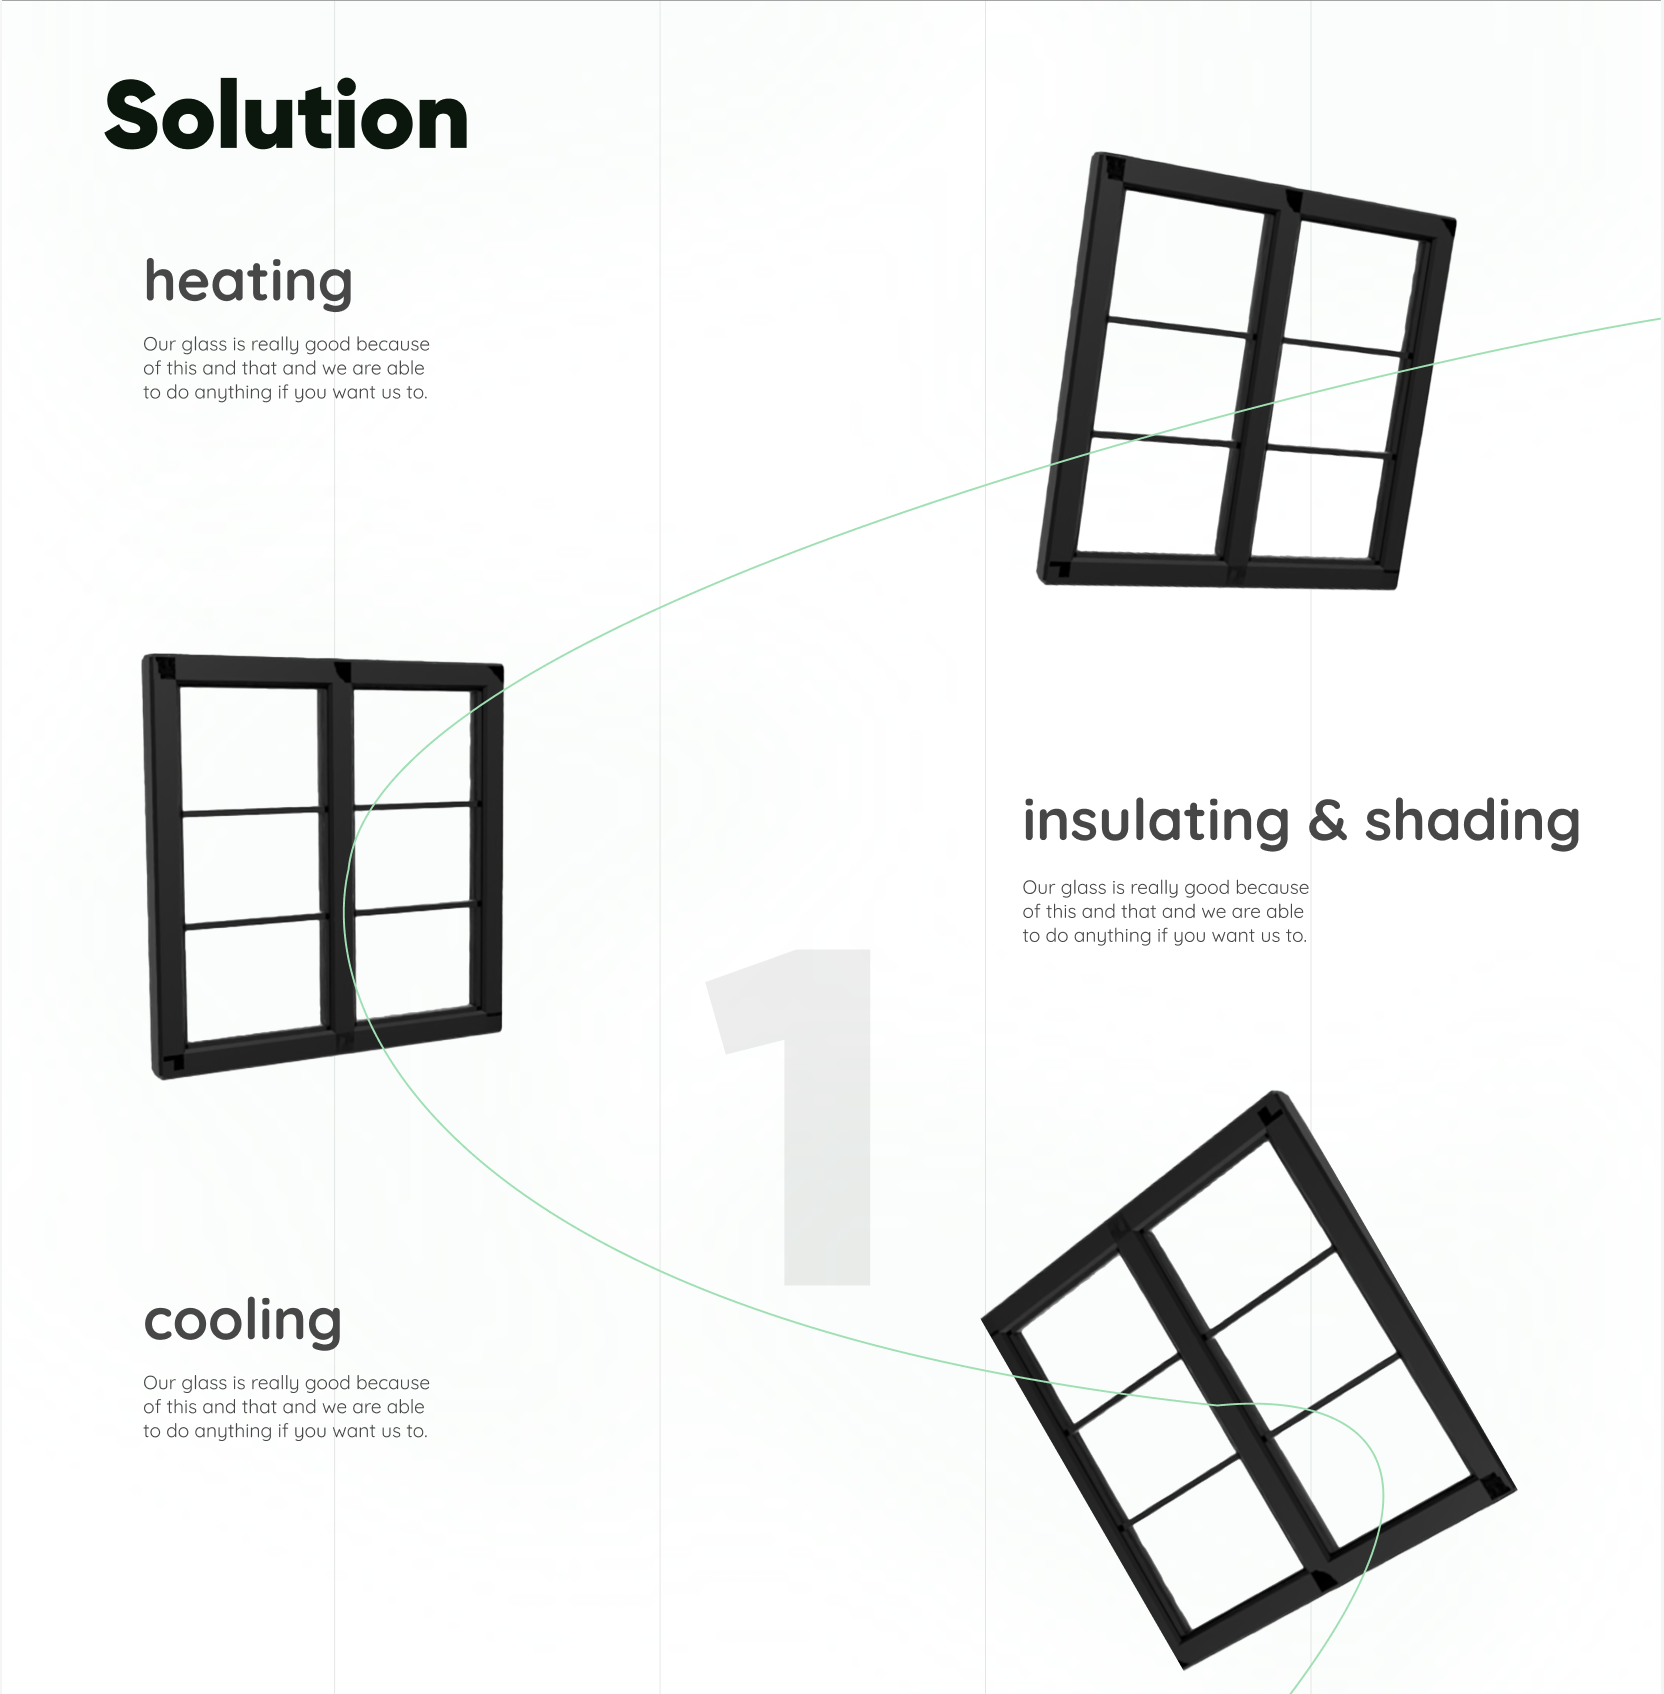 Solution
heating
Our glass is really good because
of this and that and we are able
to do anything if you want us to.
insulating & shading
Our glass is really good because
of this and that and we are able
to do anything if you want us to.
1
cooling
Our glass is really good because
of this and that and we are able
to do anything if you want us to.